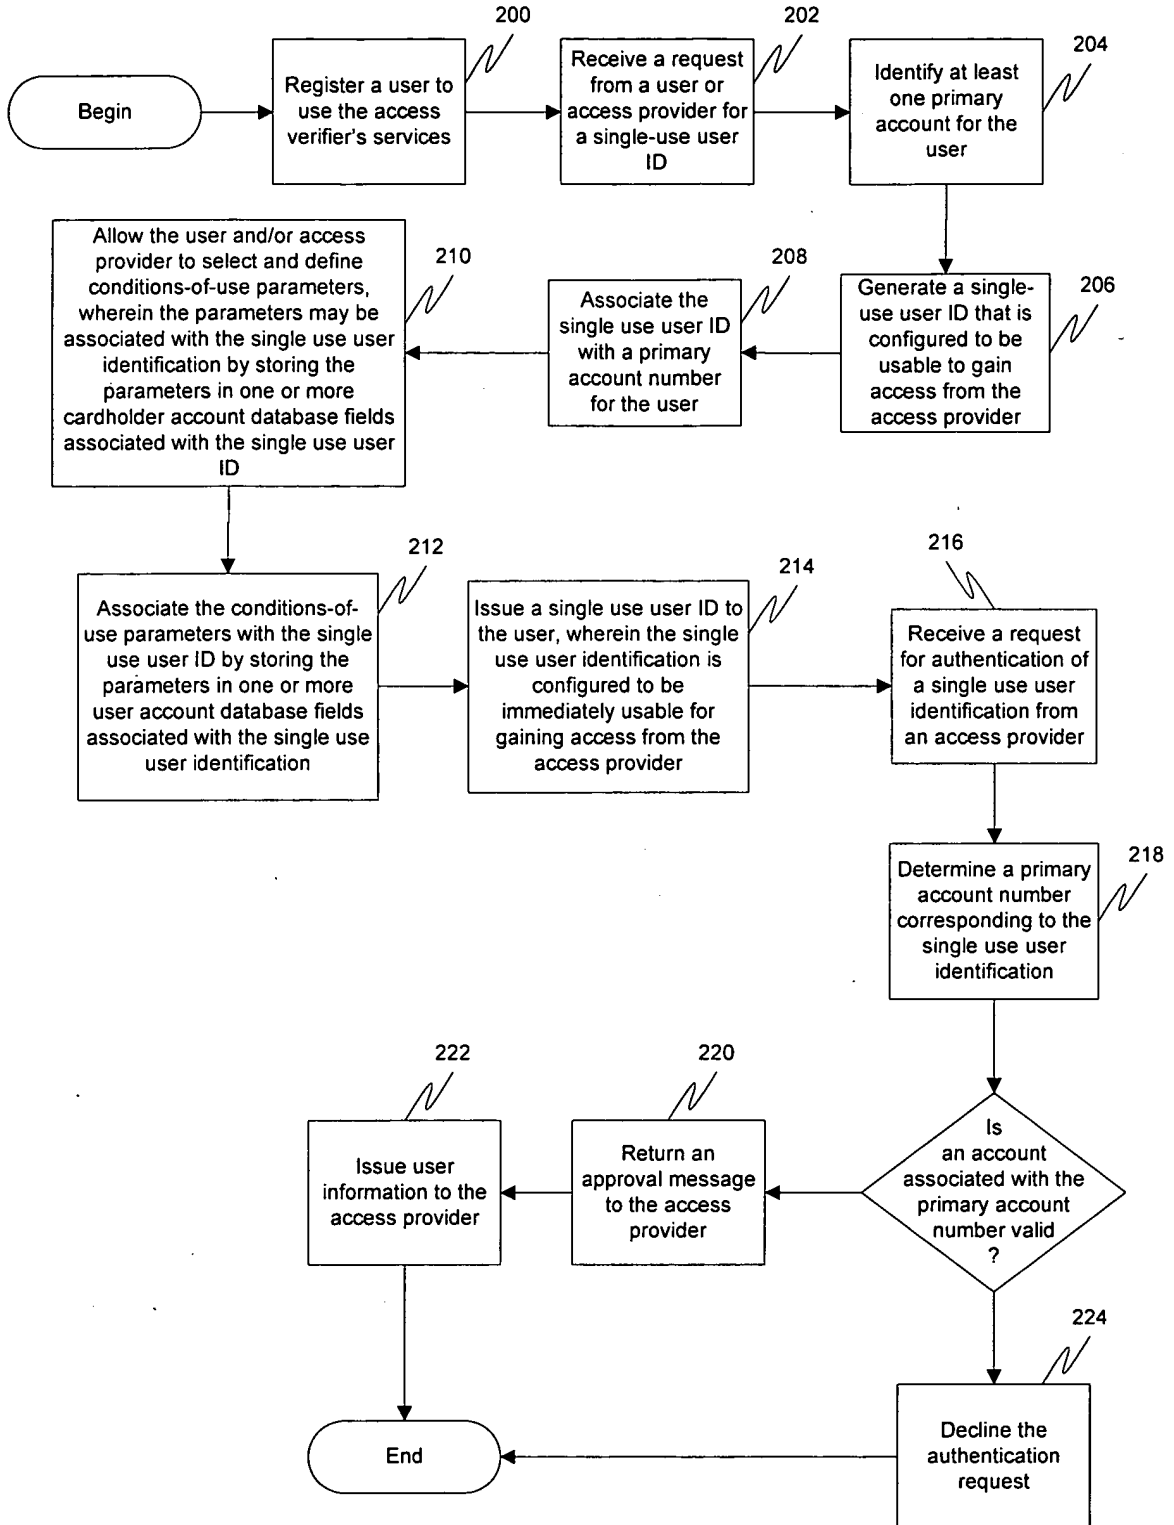 200
202
204
Begin
Register a user to
use the access
verifier's services
Receive a request
from a user or
access provider for
a single-use user
ID
Identify at least
one primary
account for the
user
210
Allow the user and/or access
provider to select and define
conditions-of-use parameters,
wherein the parameters may be
associated with the single use user
identification by storing the
parameters in one or more
cardholder account database fields
associated with the single use user
ID
208
Associate the
single use user ID
with a primary
account number
for the user
206
Generate a single-
use user ID that is
configured to be
usable to gain
access from the
access provider
212
Associate the conditions-of-
use parameters with the single
use user ID by storing the
parameters in one or more
user account database fields
associated with the single use
user identification
214
Issue a single use user ID to
the user, wherein the single
use user identification is
configured to be
immediately usable for
gaining access from the
access provider
216
Receive a request
for authentication of
a single use user
identification from
an access provider
218
Determine a primary
account number
corresponding to the
single use user
identification
222
Issue user
information to the
access provider
220
Return an
approval message
to the access
provider
Is
an account
associated with the
primary account
number valid
?
224
End
Decline the
authentication
request